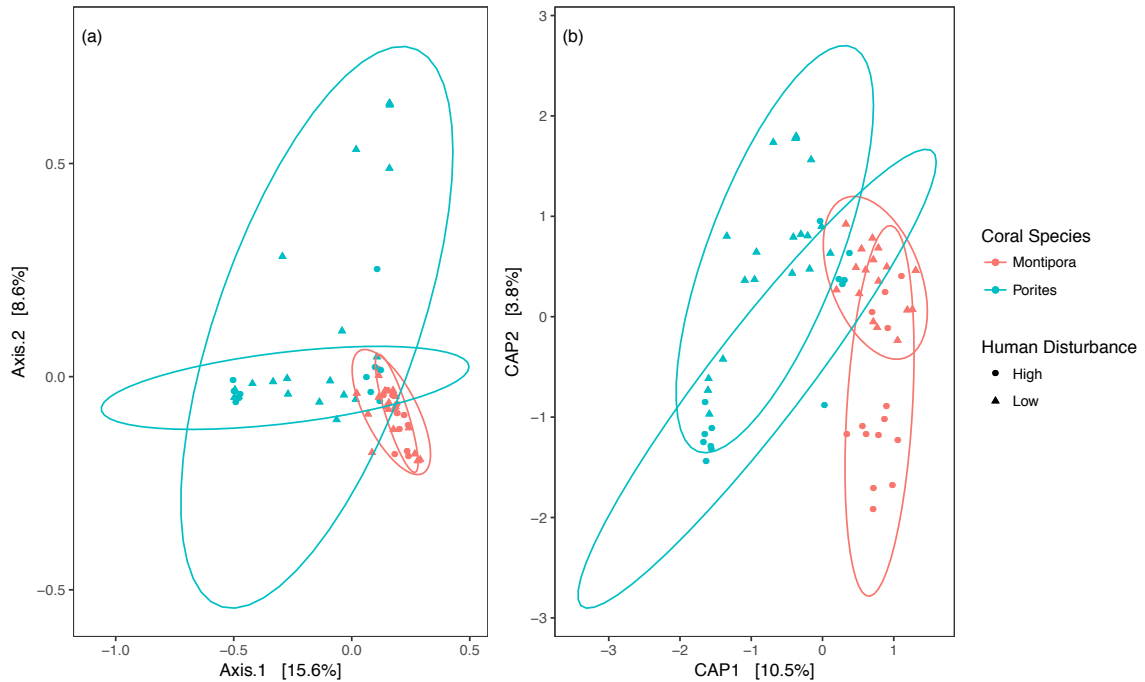 (a)
0.5
0.0
−0.5
Axis.2 [8.6%]
−1.0 −0.5 0.0 0.5
Axis.1 [15.6%]
(b)
3
2
1
0
−1
−2
−3
CAP2 [3.8%]
−3 −2 −1 0 1
CAP1 [10.5%]
Coral Species
Montipora
Porites
Human Disturbance
High
Low